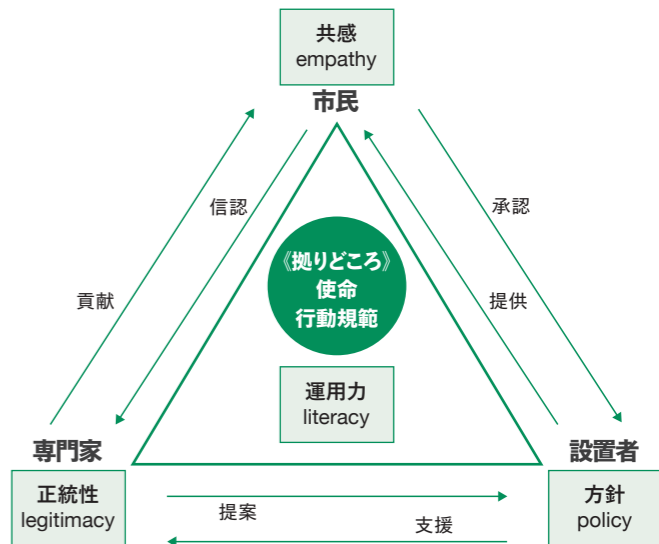 共感
empathy
市民
信認
承認
《拠りどころ》
使命
行動規範
貢献
提供
運用力
literacy
専門家
設置者
正統性
legitimacy
方針
policy
提案
支援